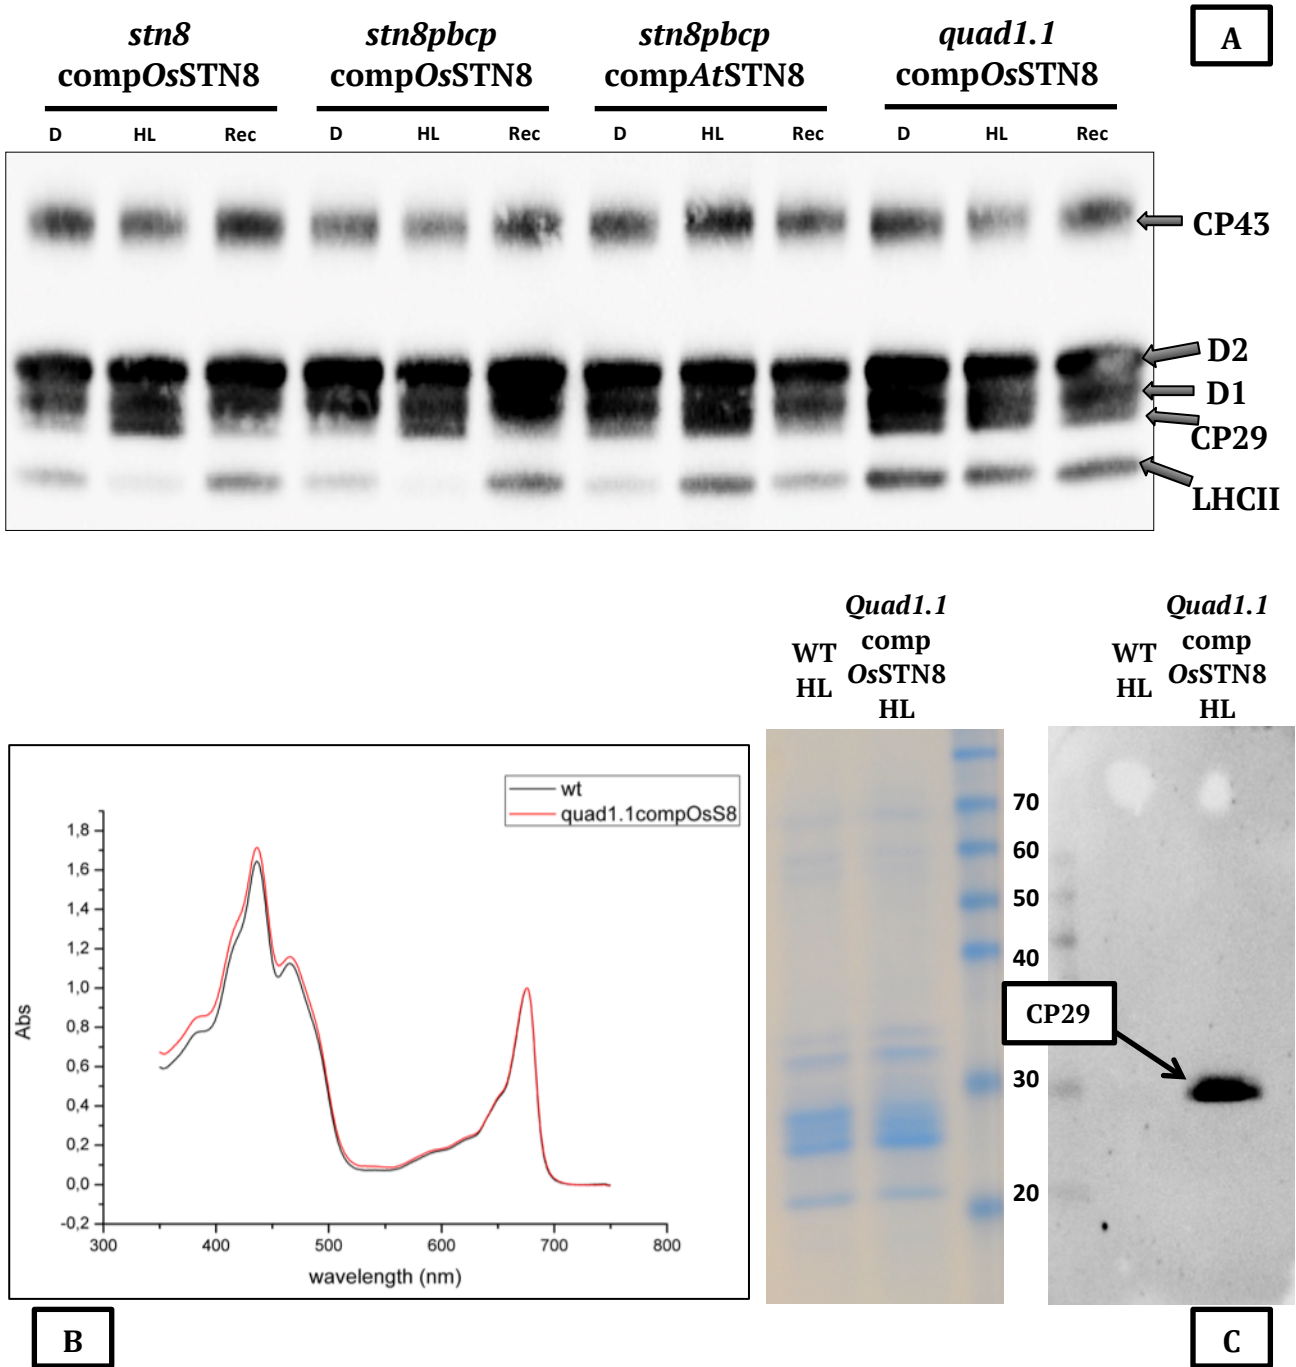 stn8
compOsSTN8
stn8pbcp
compOsSTN8
stn8pbcp
compAtSTN8
quad1.1
compOsSTN8
A
D HL Rec D HL Rec D HL Rec D HL Rec
CP43
D2
D1
CP29
LHCII
wt
quad1.1compOsS8
1,8
1,6
1,4
1,2
1,0
0,8
0,6
0,4
0,2
0,0
-0,2
Abs
300 400 500 600 700 800
wavelength (nm)
B
WT
HL
Quad1.1
comp
OsSTN8
HL
WT
HL
Quad1.1
comp
OsSTN8
HL
70
60
50
40
30
20
CP29
C